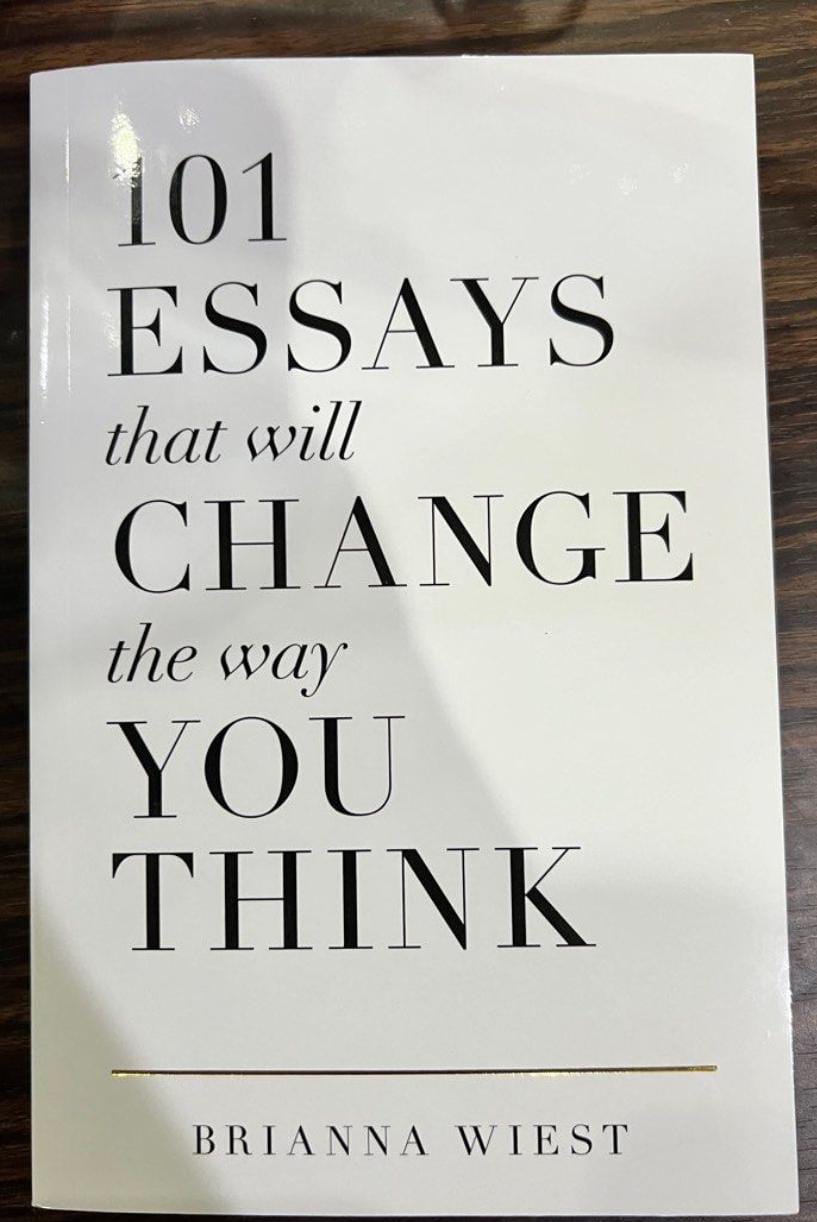 101
ESSAYS
that will
CHANGE
the way
YOU
THINK
BRIANNA WIEST